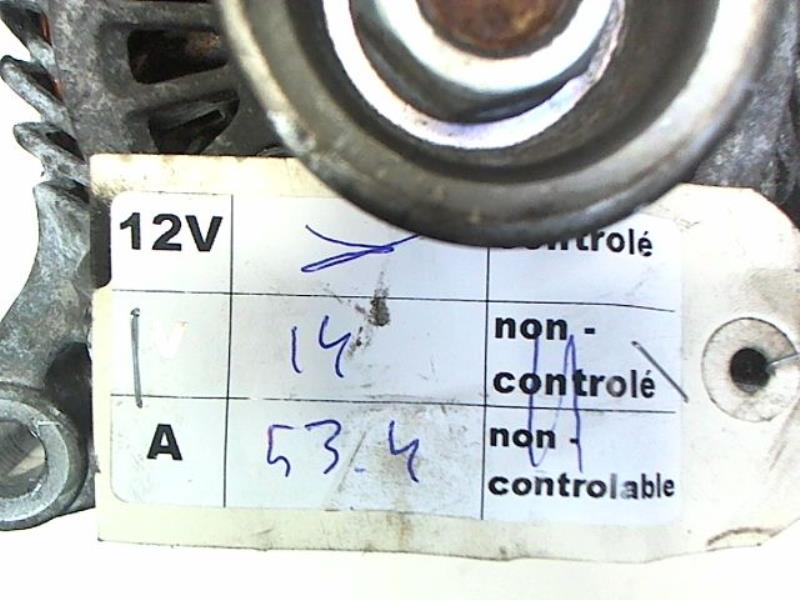 12V controlé
V 14 non -
controlé
A 53.4 non -
controlable